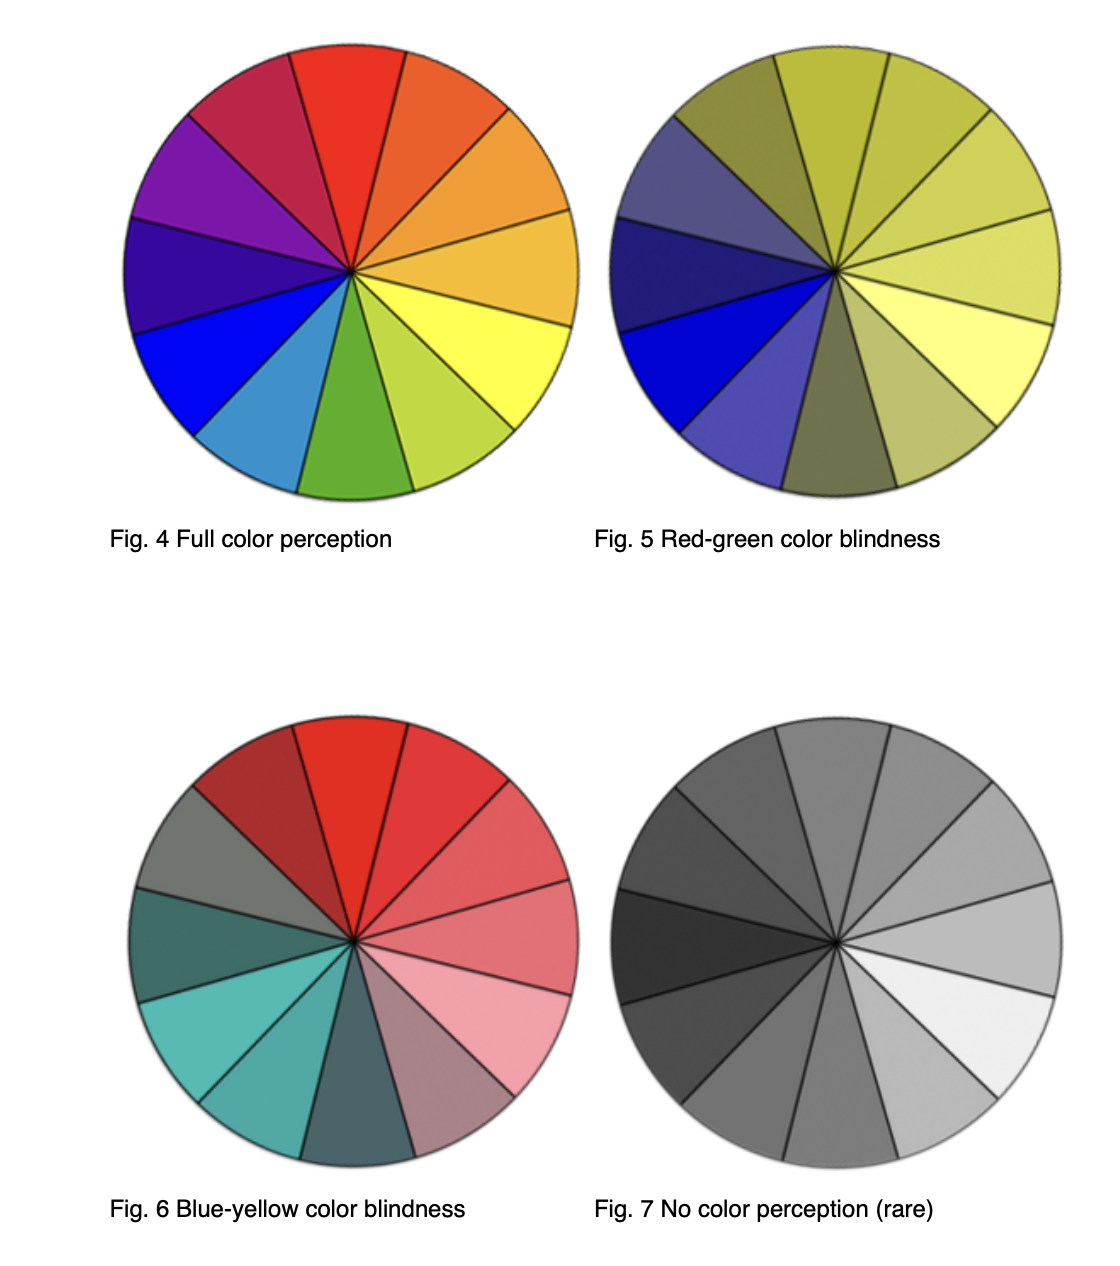 Fig. 4 Full color perception
Fig. 5 Red-green color blindness
Fig. 6 Blue-yellow color blindness
Fig. 7 No color perception (rare)